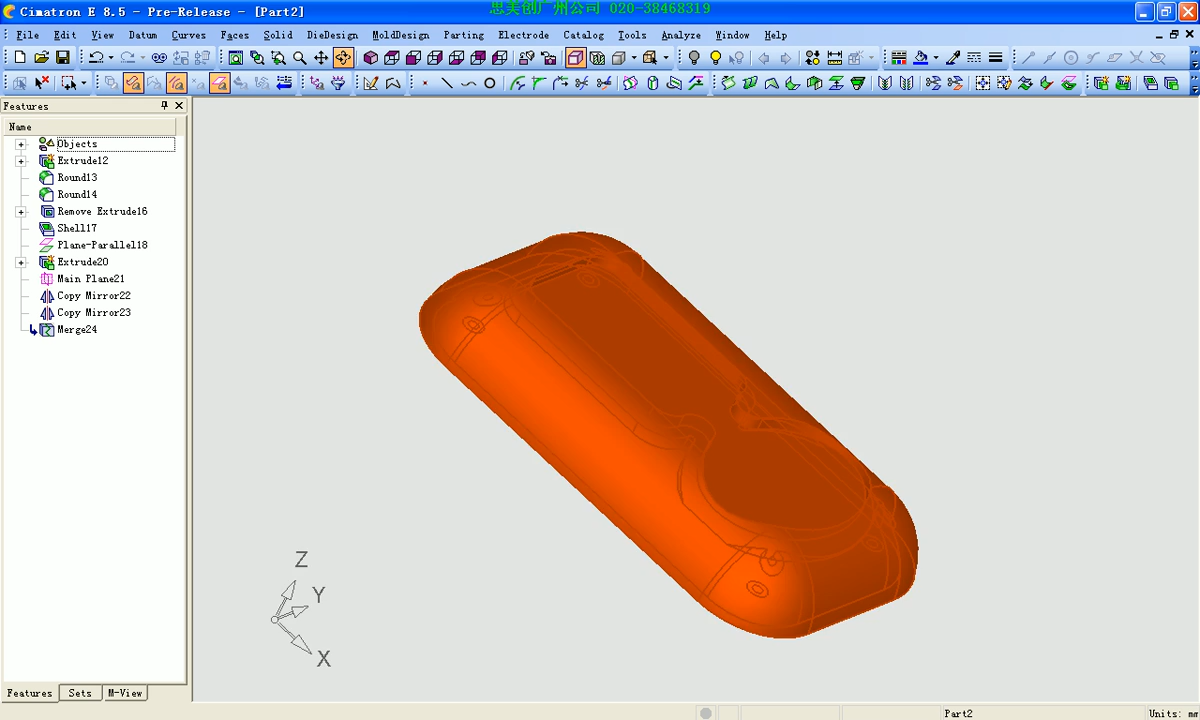 Cimatron E 8.5 - Pre-Release - [Part2]
思美创广州公司 020-38468319
File Edit View Datum Curves Faces Solid DieDesign MoldDesign Parting Electrode Catalog Tools Analyze Window Help
Features
Name
Objects
Extrude12
Round13
Round14
Remove Extrude16
Shell17
Plane-Parallel18
Extrude20
Main Plane21
Copy Mirror22
Copy Mirror23
Merge24
Z
Y
X
Features Sets M-View
Part2 Units: mm